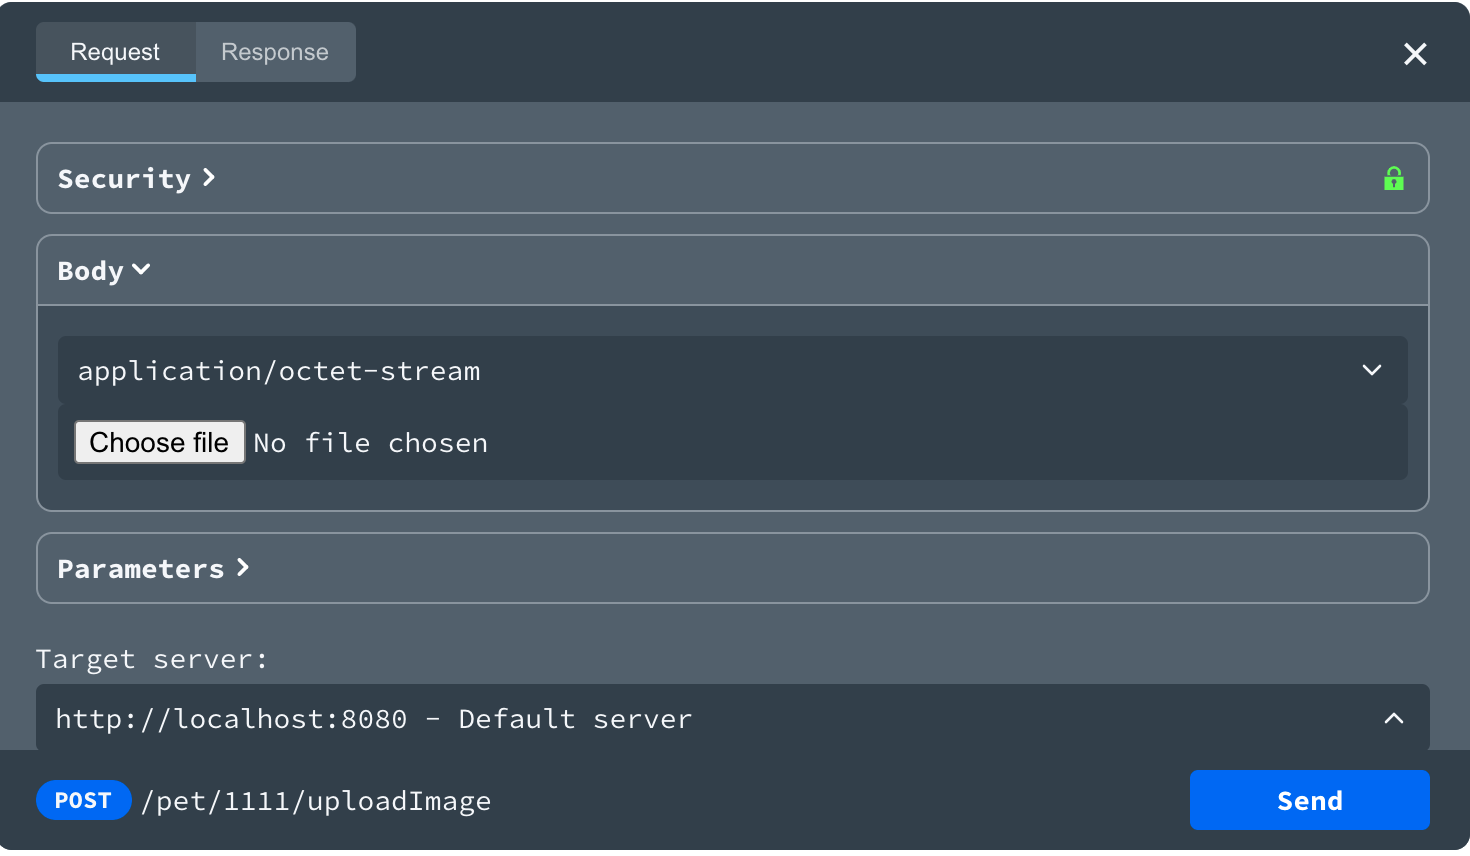 Request
Response
Security
Body
application/octet-stream
Choose file No file chosen
Parameters
Target server:
http://localhost:8080 - Default server
POST /pet/1111/uploadImage
Send